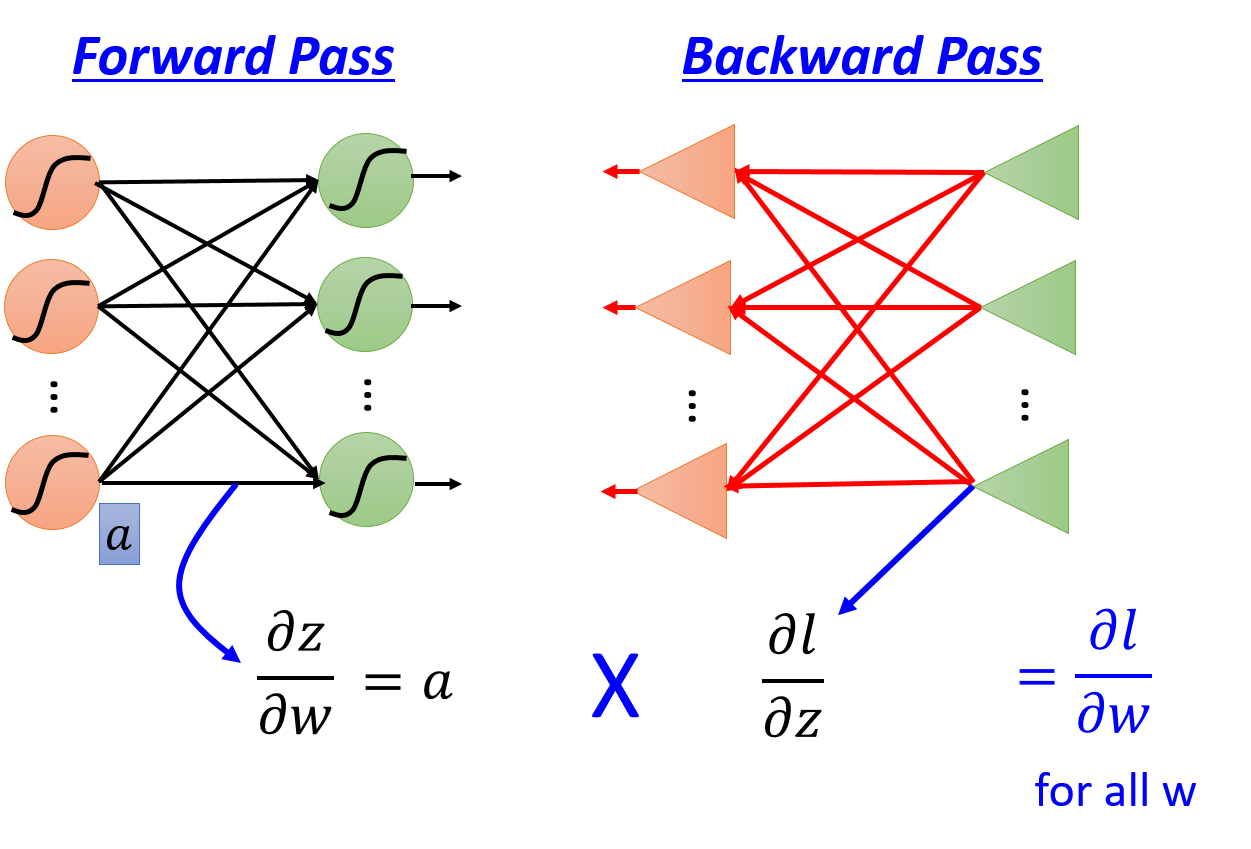 Forward Pass
Backward Pass
⋮ ⋮ ⋮ ⋮
a
∂z/∂w = a
X
∂l/∂z
= ∂l/∂w
for all w